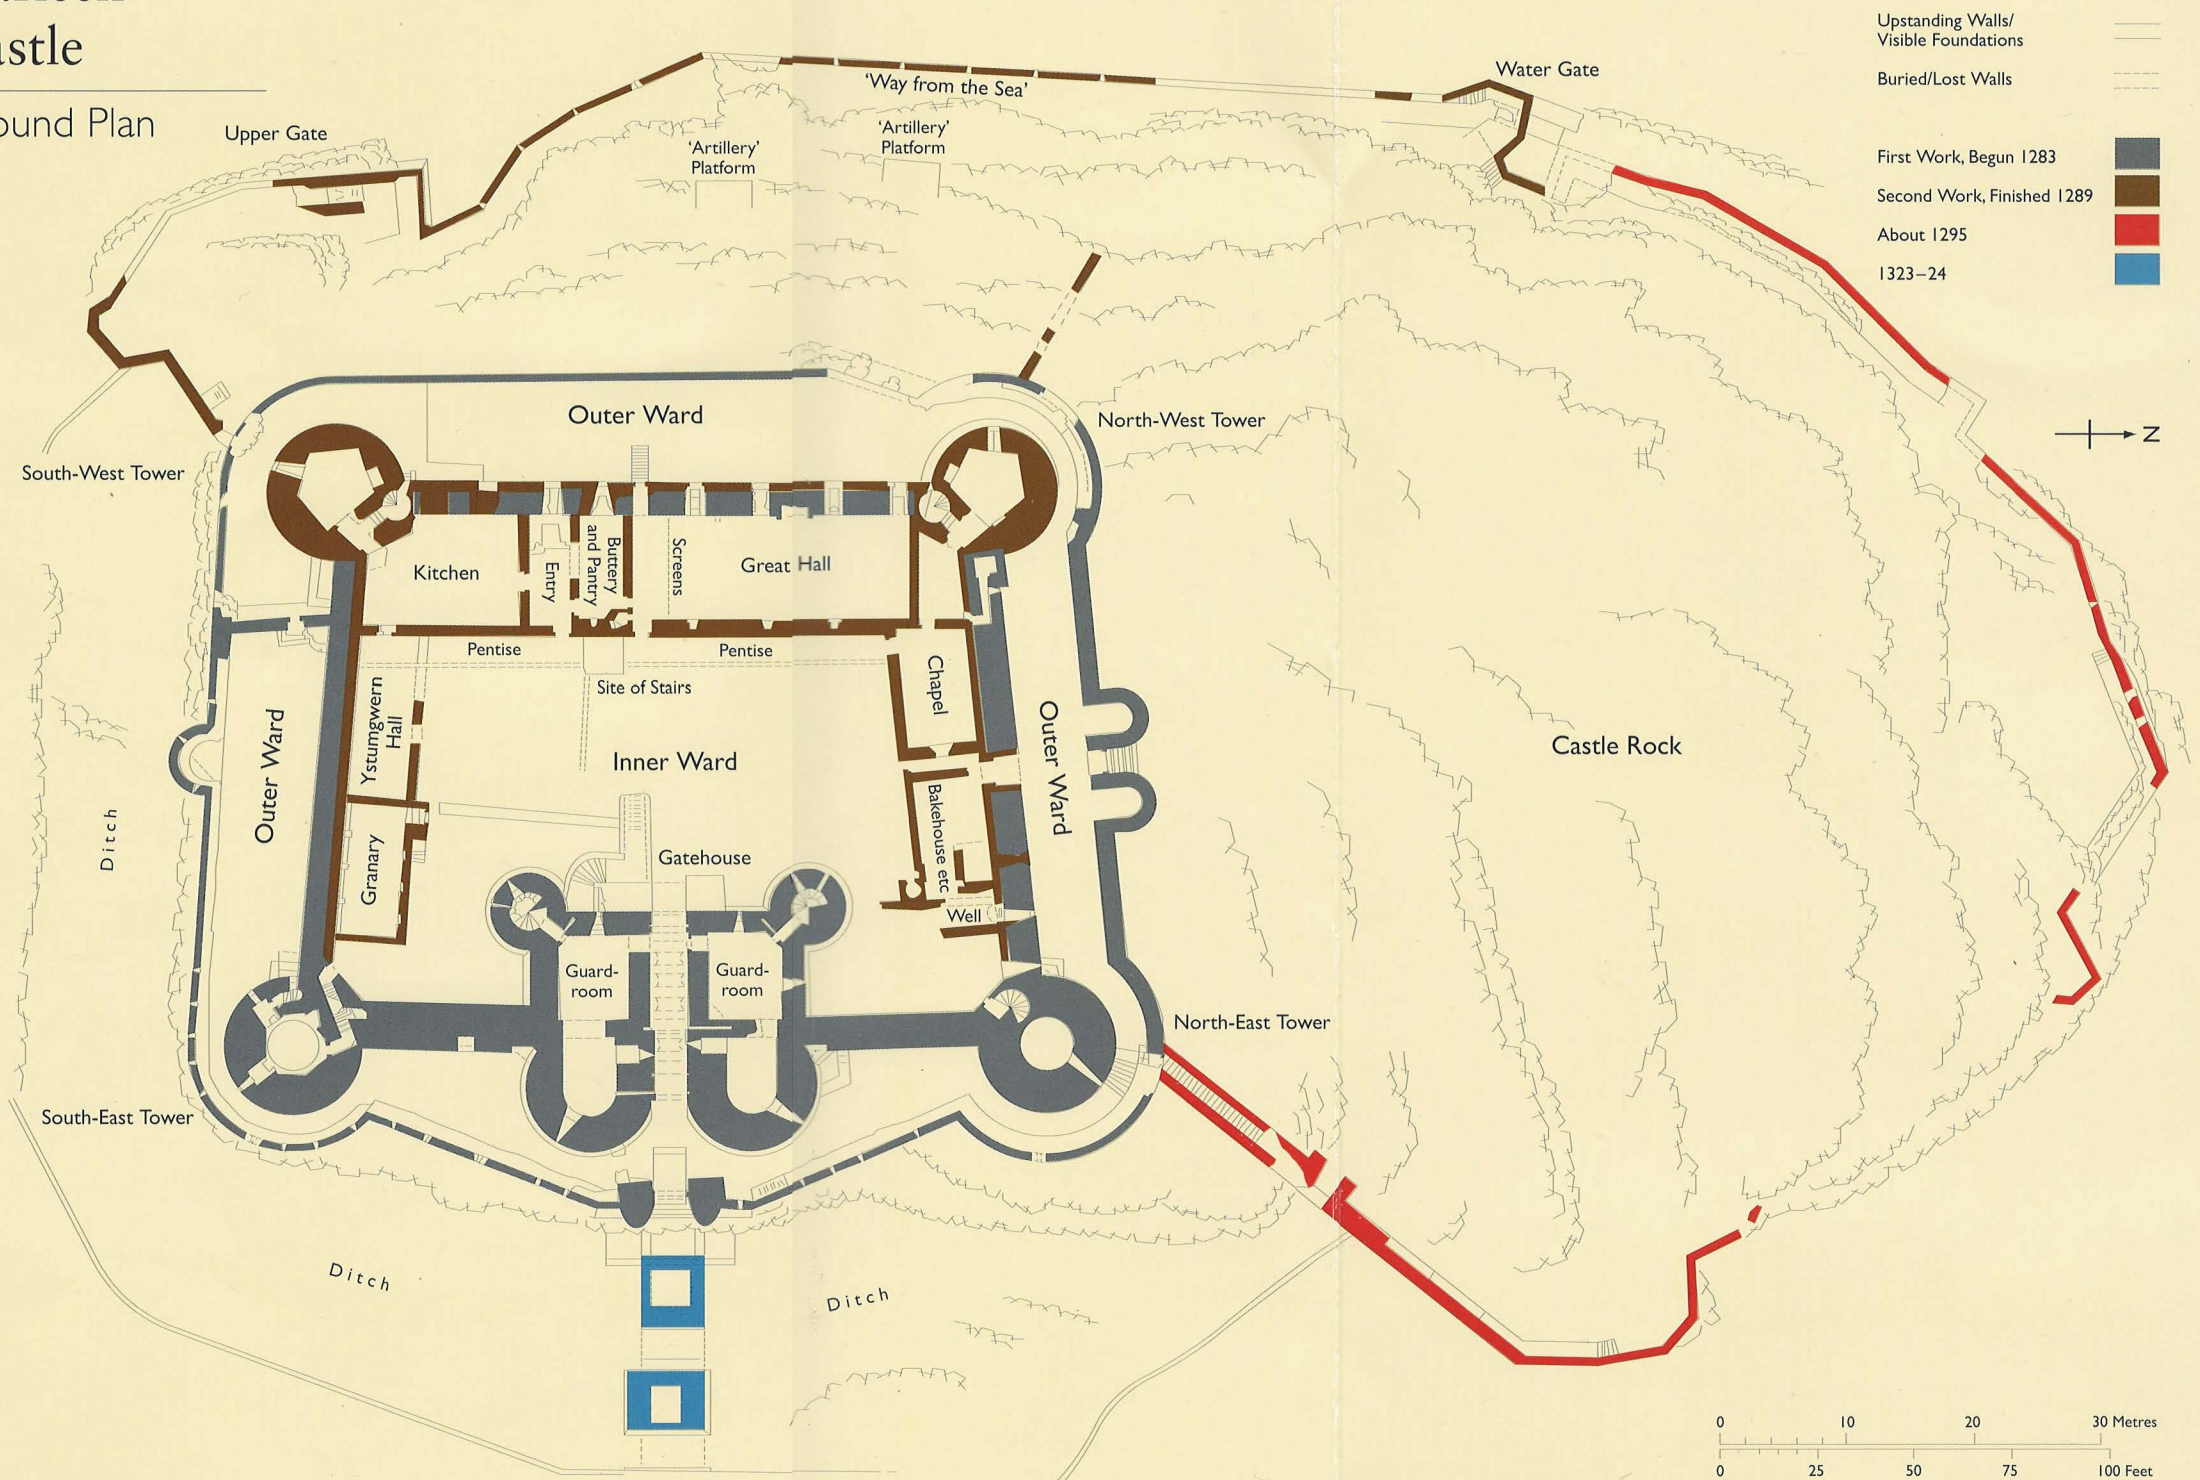 astle
ound Plan
Upstanding Walls/
Visible Foundations
Buried/Lost Walls
First Work, Begun 1283
Second Work, Finished 1289
About 1295
1323–24
Water Gate
'Way from the Sea'
Upper Gate
'Artillery'
Platform
'Artillery'
Platform
N
Outer Ward
North-West Tower
South-West Tower
Kitchen
Entry
Buttery
and Pantry
Screens
Great Hall
Pentise
Pentise
Site of Stairs
Ystumgwern
Hall
Chapel
Outer Ward
Outer Ward
Inner Ward
Castle Rock
Ditch
Granary
Bakehouse etc
Gatehouse
Well
Guard-
room
Guard-
room
North-East Tower
South-East Tower
Ditch
Ditch
0 10 20 30 Metres
0 25 50 75 100 Feet